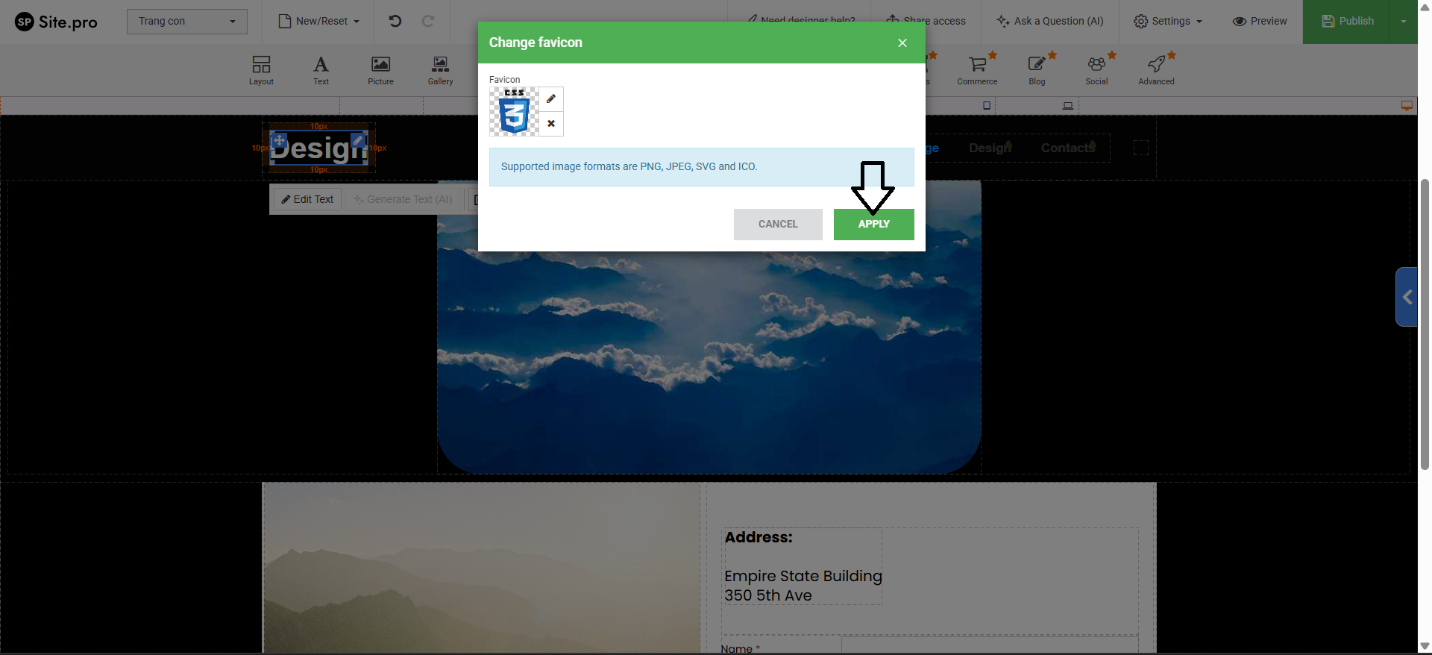 SP Site.pro
Trang con
New/Reset
Need designer help?
Share access
Ask a Question (AI)
Settings
Preview
Publish
Layout
Text
Picture
Gallery
Commerce
Blog
Social
Advanced
Change favicon
Favicon
CSS
3
Supported image formats are PNG, JPEG, SVG and ICO.
CANCEL
APPLY
10px
10px
Design
10px
10px
Design
Contacts
Edit Text
Generate Text (AI)
Address:
Empire State Building
350 5th Ave
Name *